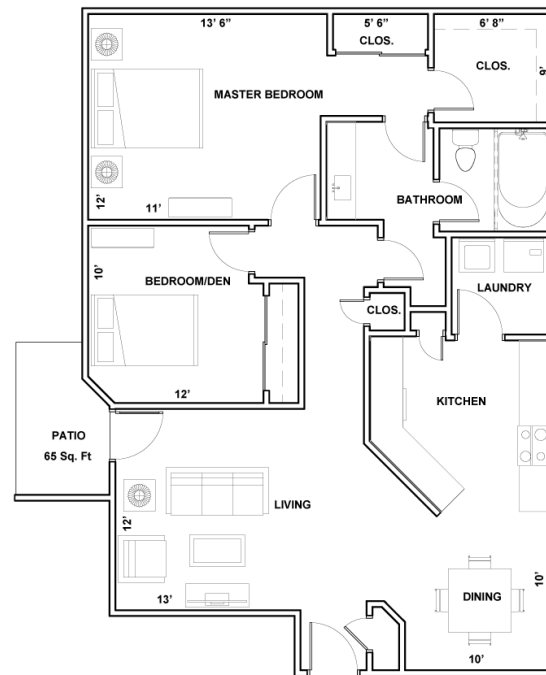 13' 6”
5' 6”
6' 8”
CLOS.
CLOS.
9'
MASTER BEDROOM
12'
11'
BATHROOM
10'
BEDROOM/DEN
LAUNDRY
CLOS.
12'
KITCHEN
PATIO
65 Sq. Ft
LIVING
12'
13'
10'
DINING
10'